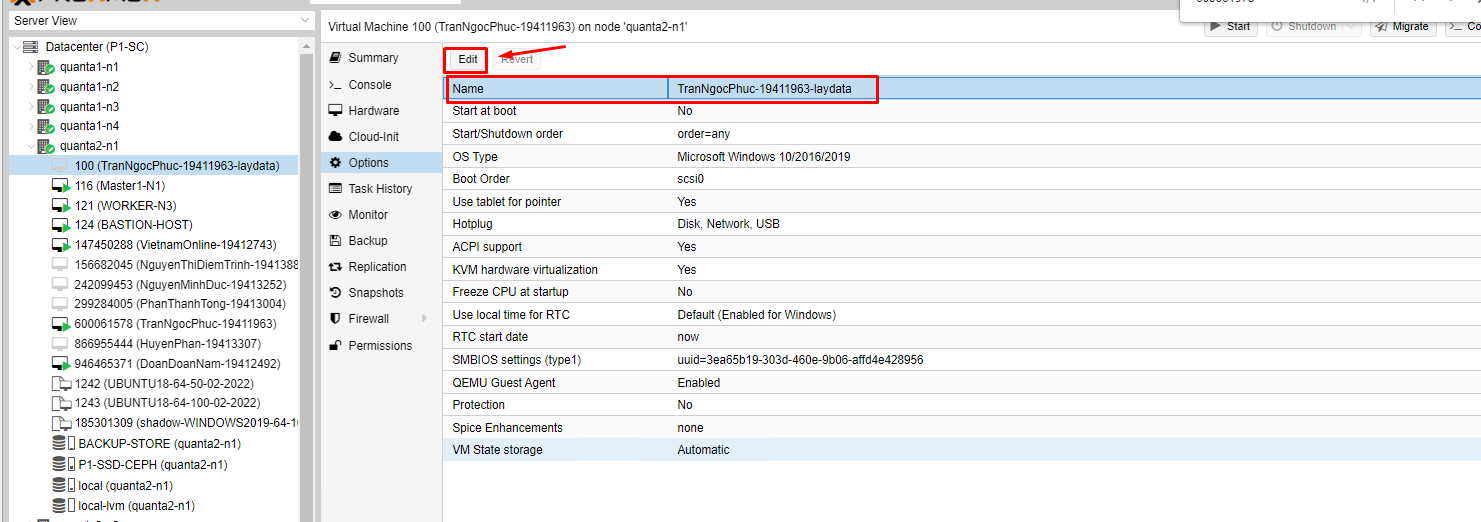 Server View
Datacenter (P1-SC)
quanta1-n1
quanta1-n2
quanta1-n3
quanta1-n4
quanta2-n1
100 (TranNgocPhuc-19411963-laydata)
116 (Master1-N1)
121 (WORKER-N3)
124 (BASTION-HOST)
147450288 (VietnamOnline-19412743)
156682045 (NguyenThiDiemTrinh-1941388
242099453 (NguyenMinhDuc-19413252)
299284005 (PhanThanhTong-19413004)
600061578 (TranNgocPhuc-19411963)
866955444 (HuyenPhan-19413307)
946465371 (DoanDoanNam-19412492)
1242 (UBUNTU18-64-50-02-2022)
1243 (UBUNTU18-64-100-02-2022)
185301309 (shadow-WINDOWS2019-64-10
BACKUP-STORE (quanta2-n1)
P1-SSD-CEPH (quanta2-n1)
local (quanta2-n1)
local-lvm (quanta2-n1)
Virtual Machine 100 (TranNgocPhuc-19411963) on node 'quanta2-n1'
Start
Shutdown
Migrate
Summary
Console
Hardware
Cloud-Init
Options
Task History
Monitor
Backup
Replication
Snapshots
Firewall
Permissions
Edit
Revert
Name TranNgocPhuc-19411963-laydata
Start at boot No
Start/Shutdown order order=any
OS Type Microsoft Windows 10/2016/2019
Boot Order scsi0
Use tablet for pointer Yes
Hotplug Disk, Network, USB
ACPI support Yes
KVM hardware virtualization Yes
Freeze CPU at startup No
Use local time for RTC Default (Enabled for Windows)
RTC start date now
SMBIOS settings (type1) uuid=3ea65b19-303d-460e-9b06-affd4e428956
QEMU Guest Agent Enabled
Protection No
Spice Enhancements none
VM State storage Automatic